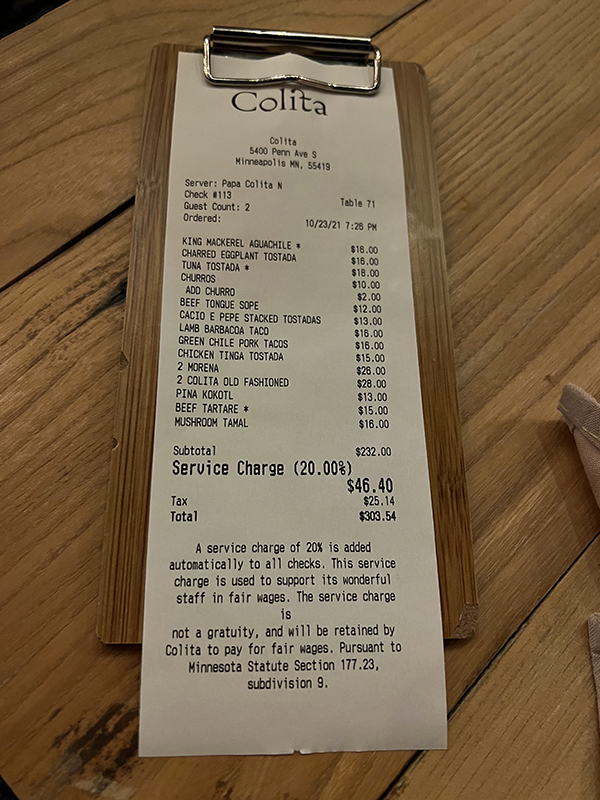 Colita
Colita
5400 Penn Ave S
Minneapolis MN, 55419
Server: Papa Colita N
Check #113 Table 71
Guest Count: 2
Ordered: 10/23/21 7:26 PM
KING MACKEREL AGUACHILE * $16.00
CHARRED EGGPLANT TOSTADA $16.00
TUNA TOSTADA * $18.00
CHURROS $10.00
ADD CHURRO $2.00
BEEF TONGUE SOPE $12.00
CACIO E PEPE STACKED TOSTADAS $13.00
LAMB BARBACOA TACO $16.00
GREEN CHILE PORK TACOS $16.00
CHICKEN TINGA TOSTADA $15.00
2 MORENA $26.00
2 COLITA OLD FASHIONED $28.00
PINA KOKOTL $13.00
BEEF TARTARE * $15.00
MUSHROOM TAMAL $16.00
Subtotal $232.00
Service Charge (20.00%)
$46.40
Tax $25.14
Total $303.54
A service charge of 20% is added
automatically to all checks. This service
charge is used to support its wonderful
staff in fair wages. The service charge
is
not a gratuity, and will be retained by
Colita to pay for fair wages. Pursuant to
Minnesota Statute Section 177.23,
subdivision 9.